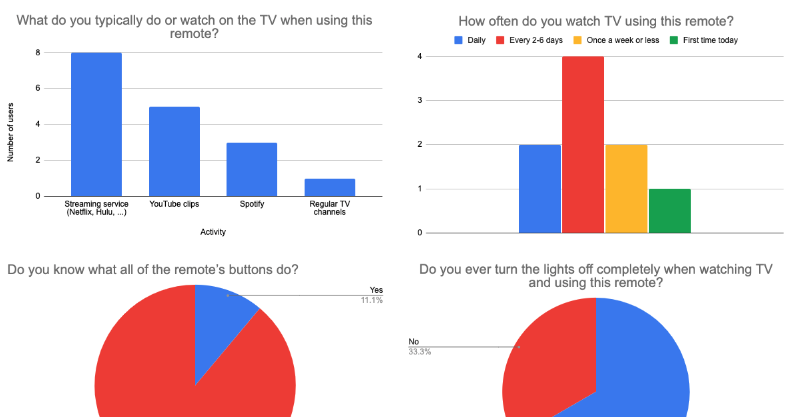 What do you typically do or watch on the TV when using this
remote?
8
6
4
2
0
Number of users
Streaming service
(Netflix, Hulu, ...)
YouTube clips
Spotify
Regular TV
channels
Activity
How often do you watch TV using this remote?
Daily
Every 2-6 days
Once a week or less
First time today
4
3
2
1
0
Do you know what all of the remote's buttons do?
Yes
11.1%
Do you ever turn the lights off completely when watching TV
and using this remote?
No
33.3%